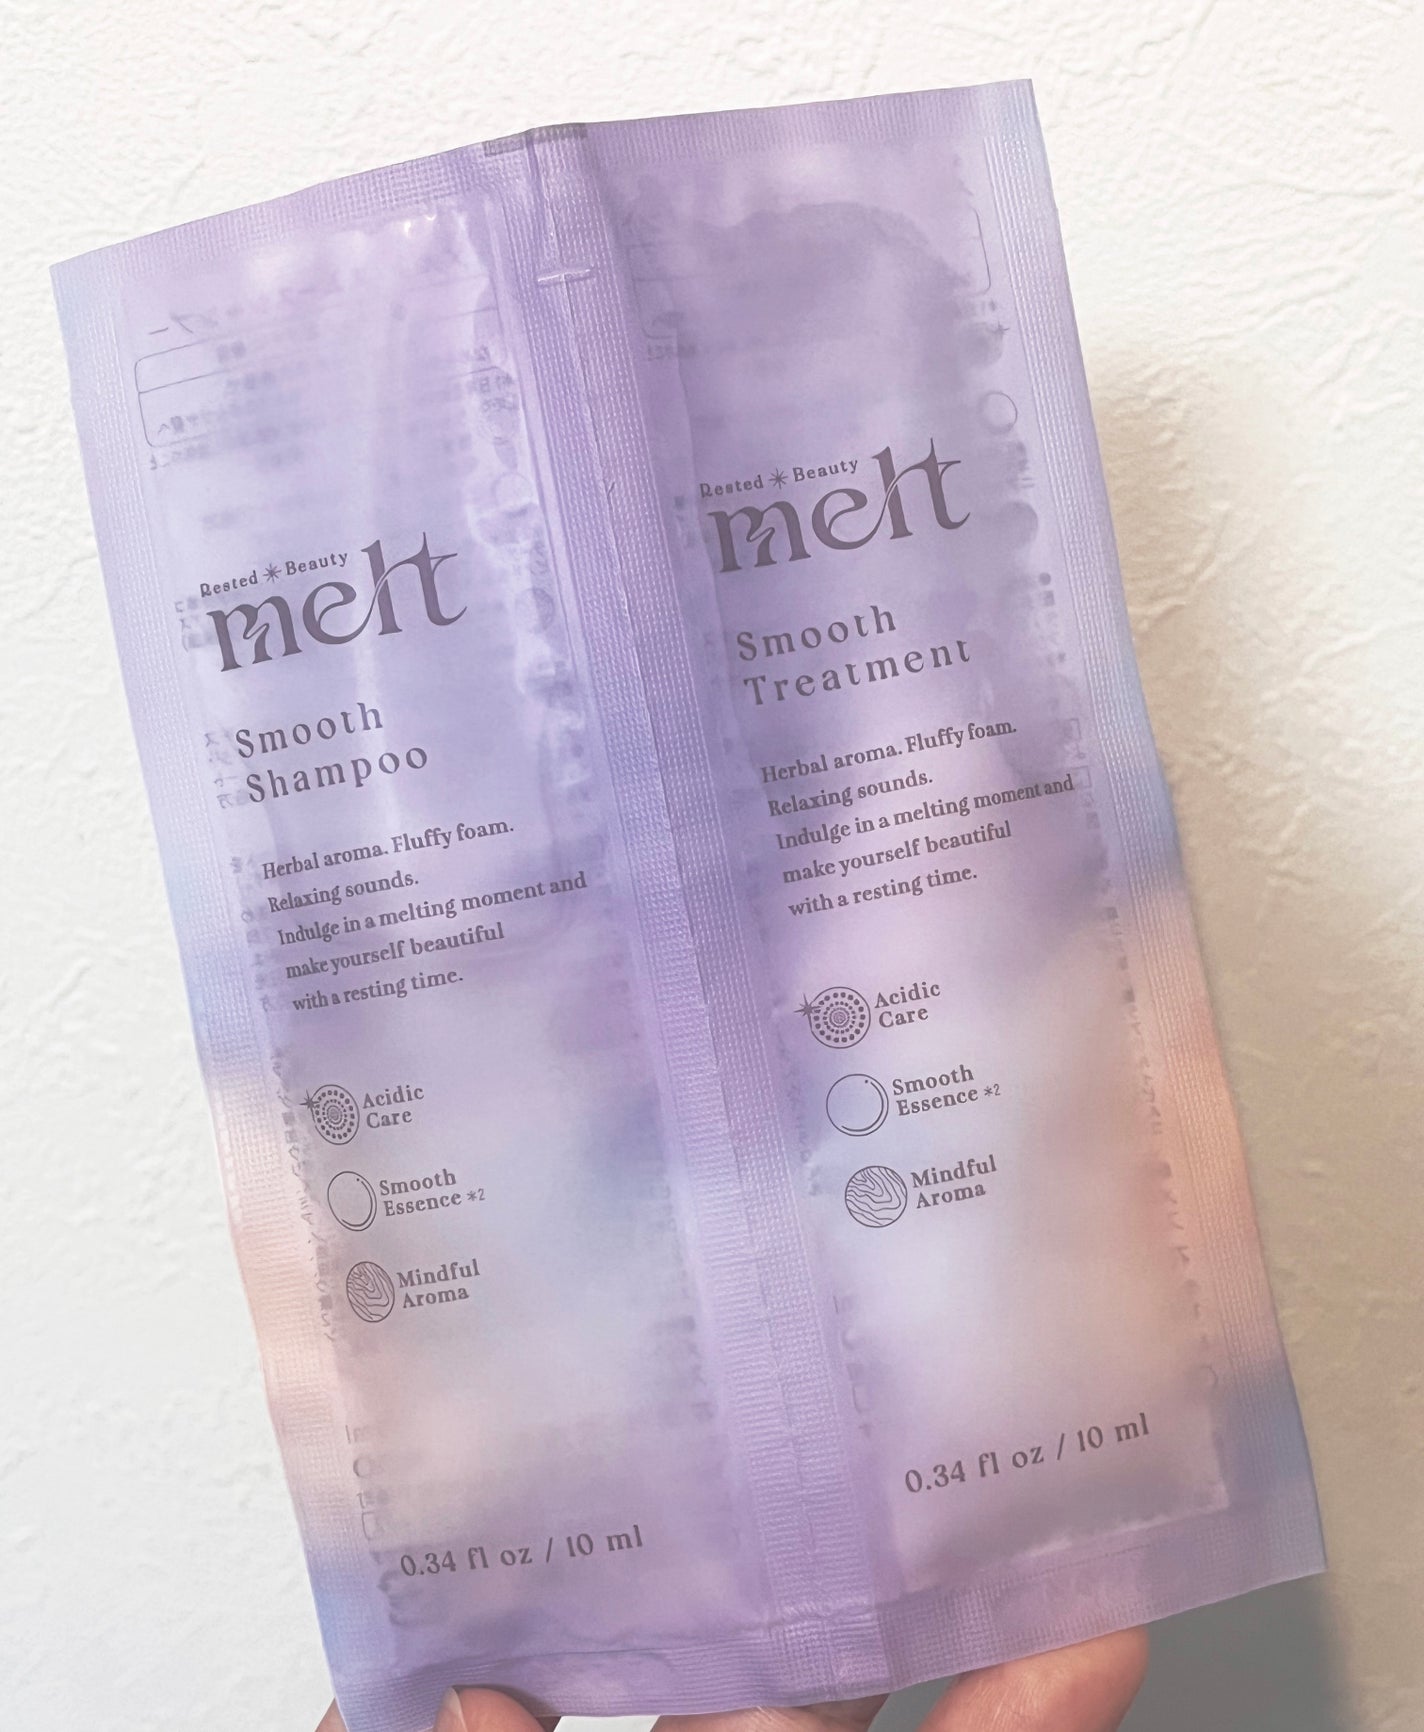 Rested Beauty
melt
Smooth
Shampoo
Herbal aroma. Fluffy foam.
Relaxing sounds.
Indulge in a melting moment and
make yourself beautiful
with a resting time.
Acidic
Care
Smooth
Essence *2
Mindful
Aroma
0.34 fl oz / 10 ml
Rested Beauty
melt
Smooth
Treatment
Herbal aroma. Fluffy foam.
Relaxing sounds.
Indulge in a melting moment and
make yourself beautiful
with a resting time.
Acidic
Care
Smooth
Essence *2
Mindful
Aroma
0.34 fl oz / 10 ml